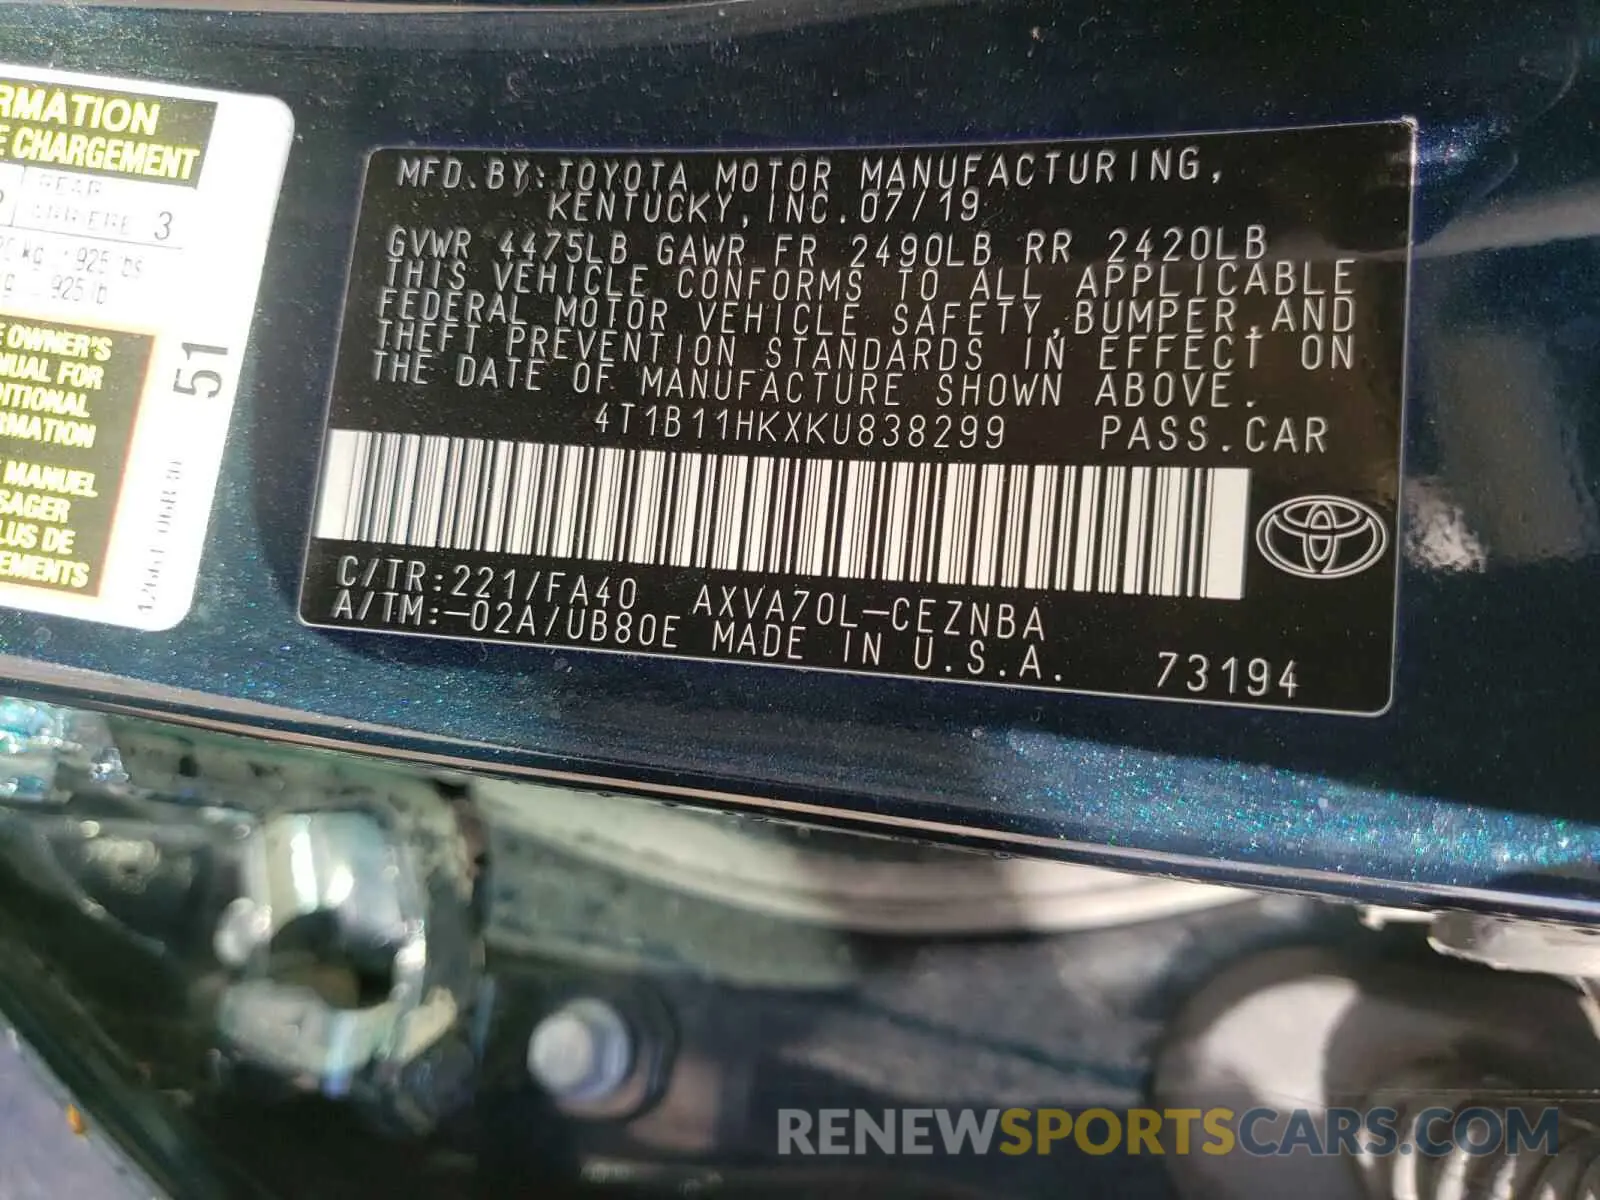 RMATION
E CHARGEMENT
REAR
ARRIERE 3
925 lbs
925 lb
E OWNER'S
NUAL FOR
DITIONAL
RMATION
MANUEL
SAGER
LUS DE
EMENTS
51
MFD. BY: TOYOTA MOTOR MANUFACTURING,
KENTUCKY, INC. 07/19
GVWR 4475LB GAWR FR 2490LB RR 2420LB
THIS VEHICLE CONFORMS TO ALL APPLICABLE
FEDERAL MOTOR VEHICLE SAFETY, BUMPER, AND
THEFT PREVENTION STANDARDS IN EFFECT ON
THE DATE OF MANUFACTURE SHOWN ABOVE.
4T1B11HKXKU838299 PASS. CAR
C/TR: 221/FA40 AXVA70L-CEZNBA
A/TM: -02A/UB80E MADE IN U.S.A. 73194
RENEWSPORTSCARS.COM